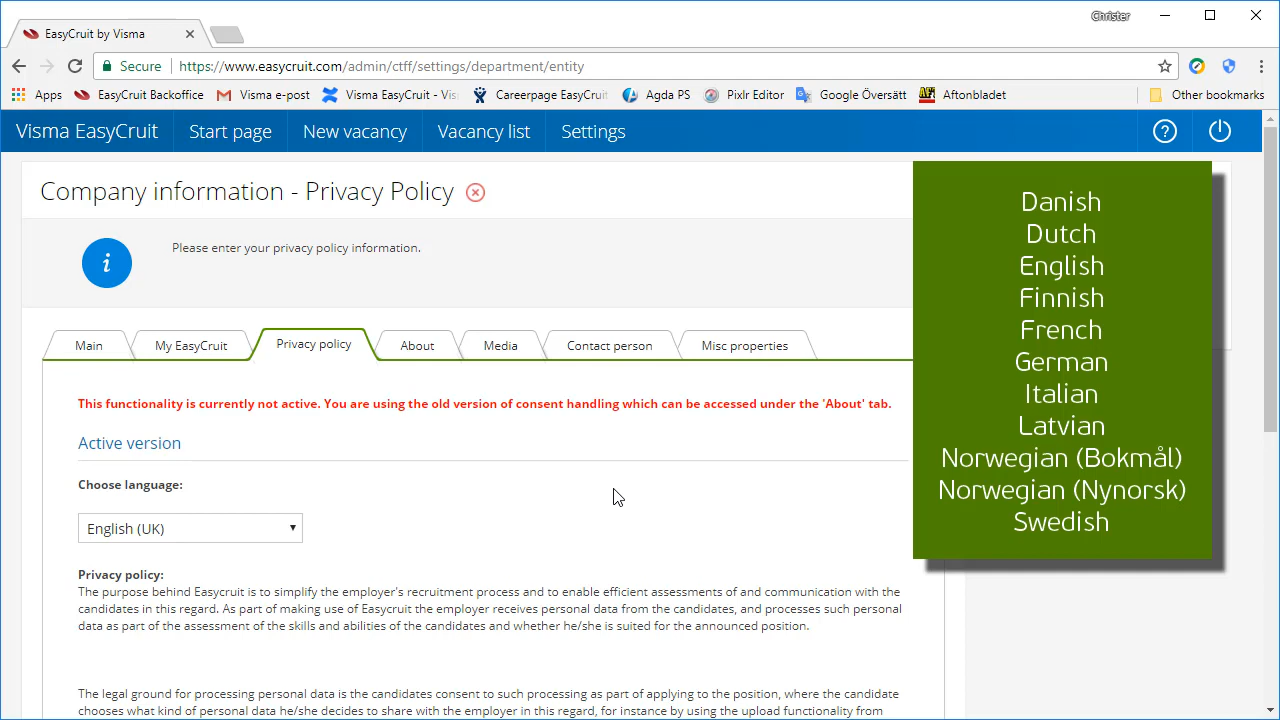 Christer
EasyCruit by Visma
Secure https://www.easycruit.com/admin/ctff/settings/department/entity
Apps EasyCruit Backoffice Visma e-post Visma EasyCruit - Vis Careerpage EasyCruit Agda PS Pixlr Editor Google Översätt Aftonbladet Other bookmarks
Visma EasyCruit Start page New vacancy Vacancy list Settings
Company information - Privacy Policy
Please enter your privacy policy information.
Main My EasyCruit Privacy policy About Media Contact person Misc properties
This functionality is currently not active. You are using the old version of consent handling which can be accessed under the 'About' tab.
Active version
Choose language:
English (UK)
Privacy policy:
The purpose behind Easycruit is to simplify the employer's recruitment process and to enable efficient assessments of and communication with the
candidates in this regard. As part of making use of Easycruit the employer receives personal data from the candidates, and processes such personal
data as part of the assessment of the skills and abilities of the candidates and whether he/she is suited for the announced position.
The legal ground for processing personal data is the candidates consent to such processing as part of applying to the position, where the candidate
chooses what kind of personal data he/she decides to share with the employer in this regard, for instance by using the upload functionality from
Danish
Dutch
English
Finnish
French
German
Italian
Latvian
Norwegian (Bokmål)
Norwegian (Nynorsk)
Swedish